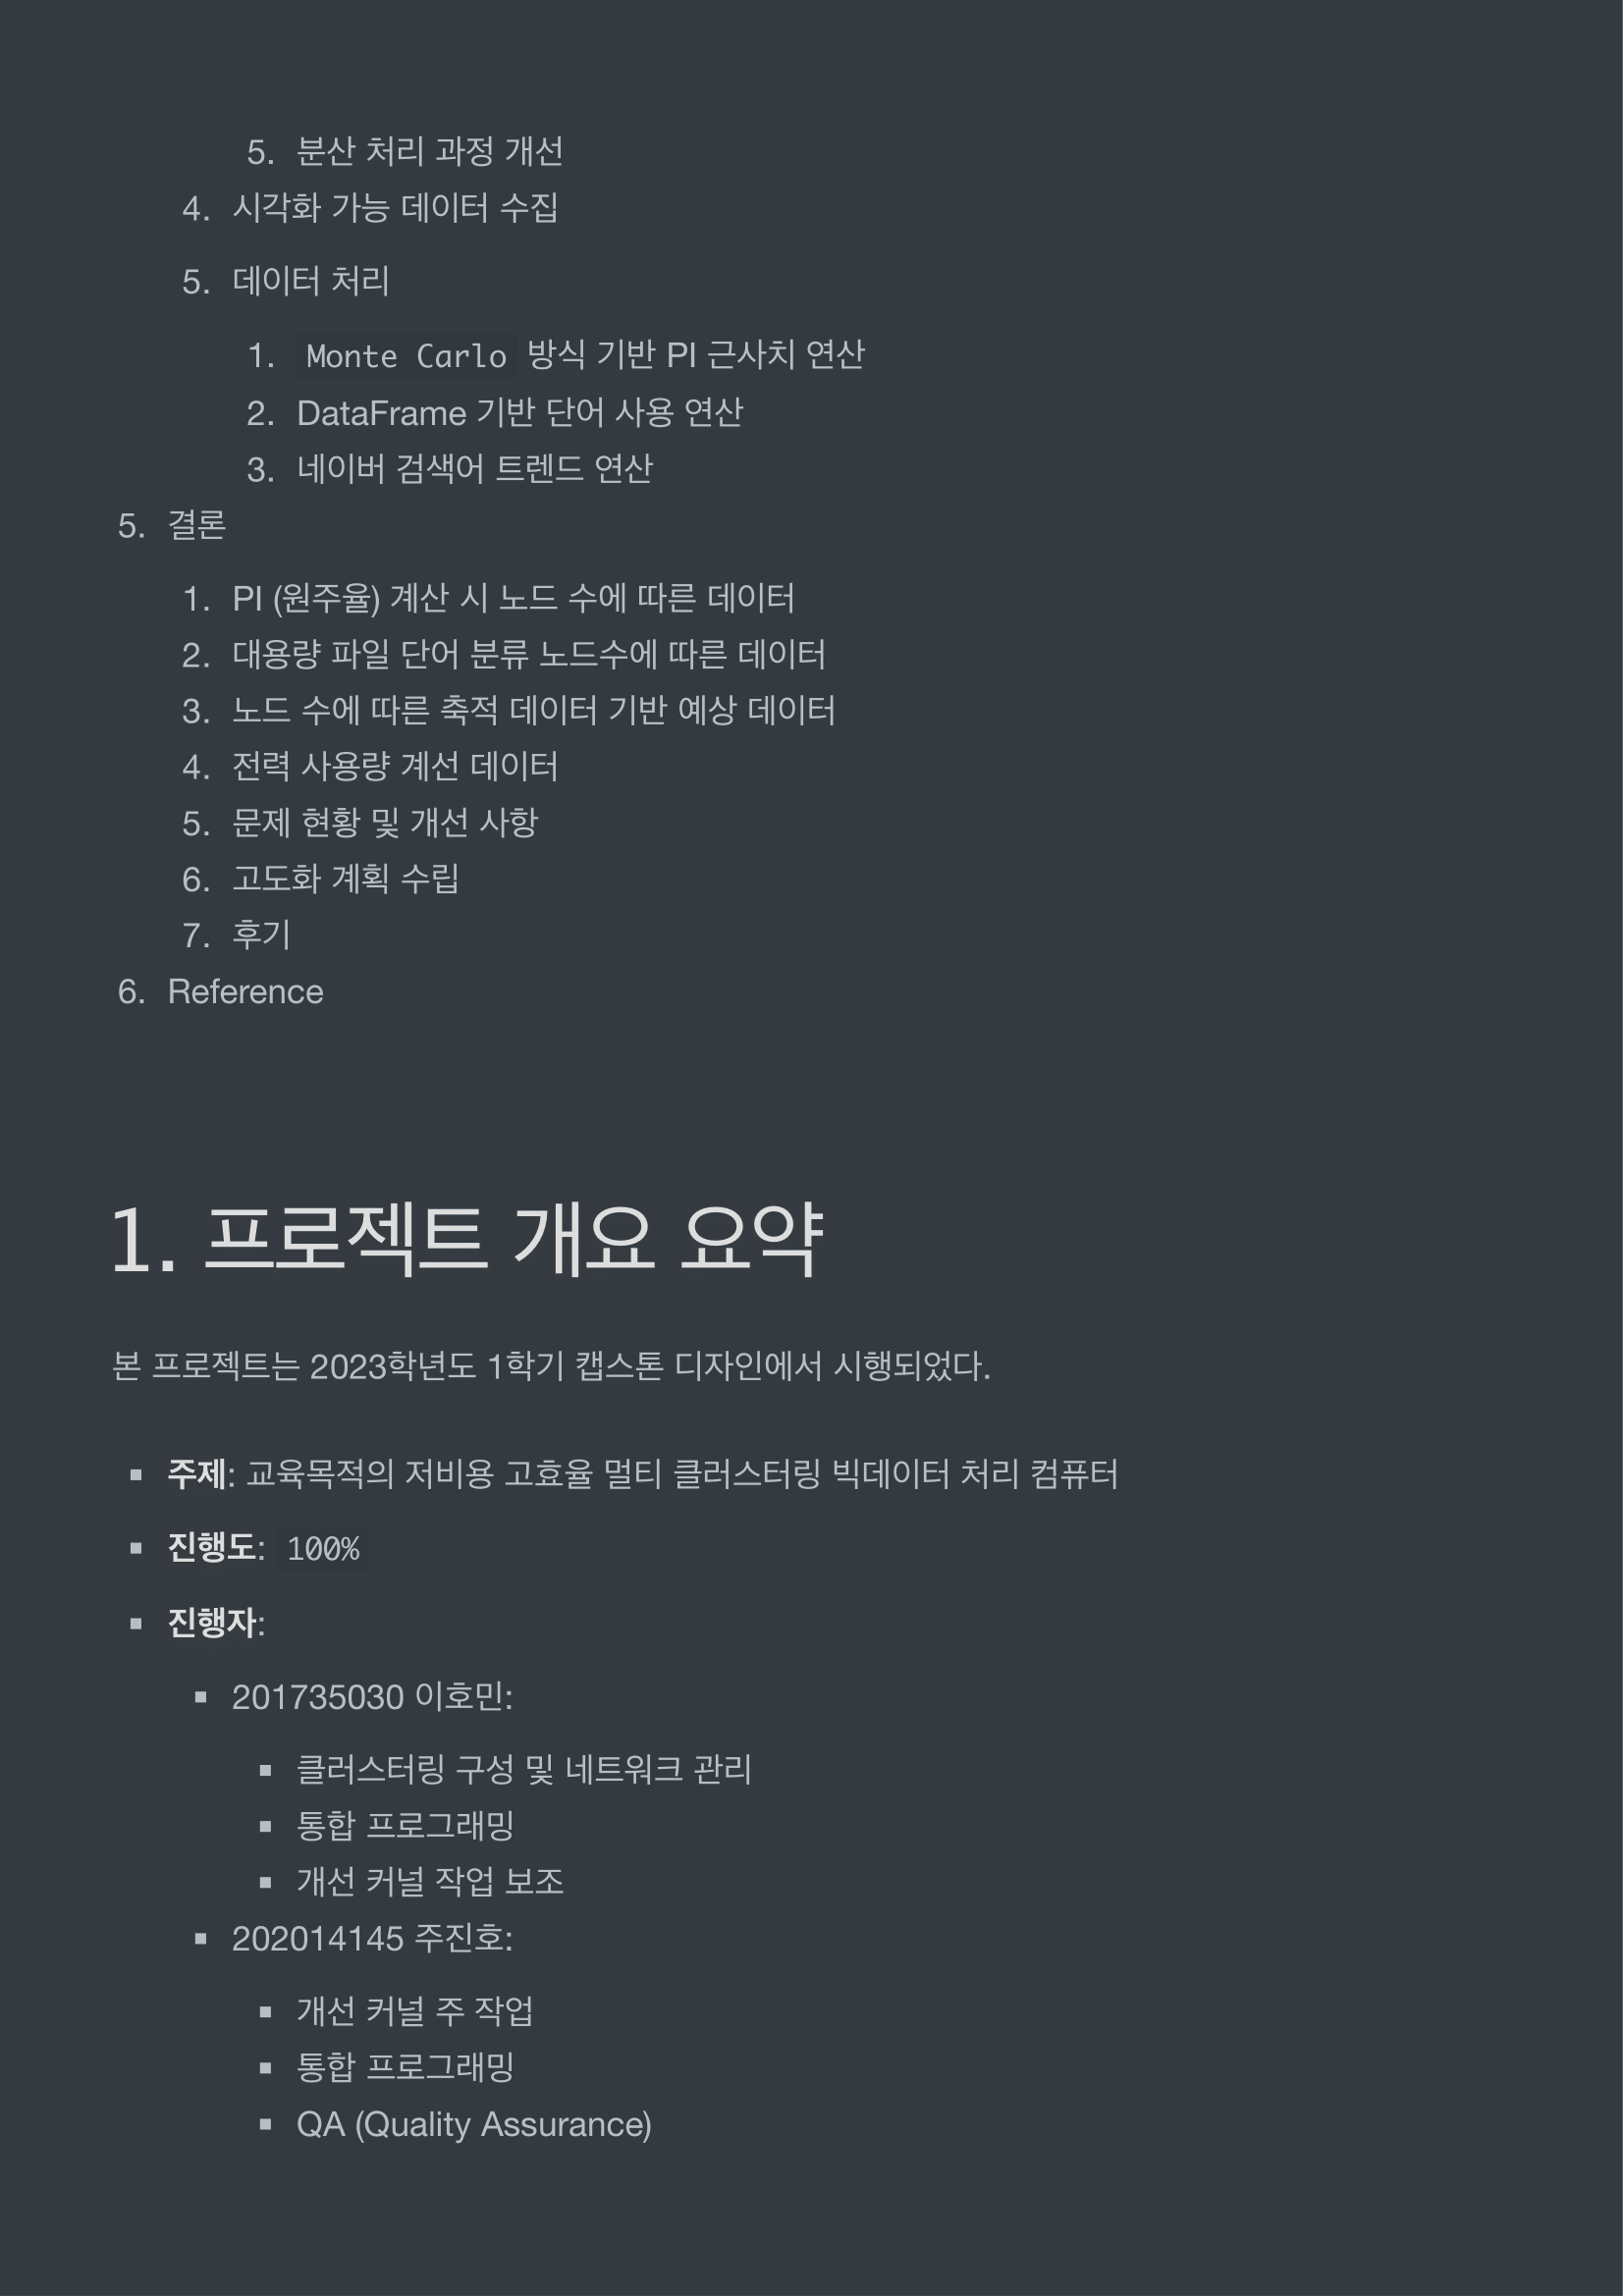 5. 분산 처리 과정 개선
4. 시각화 가능 데이터 수집
5. 데이터 처리
1. Monte Carlo 방식 기반 PI 근사치 연산
2. DataFrame 기반 단어 사용 연산
3. 네이버 검색어 트렌드 연산
5. 결론
1. PI (원주율) 계산 시 노드 수에 따른 데이터
2. 대용량 파일 단어 분류 노드수에 따른 데이터
3. 노드 수에 따른 축적 데이터 기반 예상 데이터
4. 전력 사용량 계선 데이터
5. 문제 현황 및 개선 사항
6. 고도화 계획 수립
7. 후기
6. Reference
1. 프로젝트 개요 요약
본 프로젝트는 2023학년도 1학기 캡스톤 디자인에서 시행되었다.
▪ 주제: 교육목적의 저비용 고효율 멀티 클러스터링 빅데이터 처리 컴퓨터
▪ 진행도: 100%
▪ 진행자:
▪ 201735030 이호민:
▪ 클러스터링 구성 및 네트워크 관리
▪ 통합 프로그래밍
▪ 개선 커널 작업 보조
▪ 202014145 주진호:
▪ 개선 커널 주 작업
▪ 통합 프로그래밍
▪ QA (Quality Assurance)